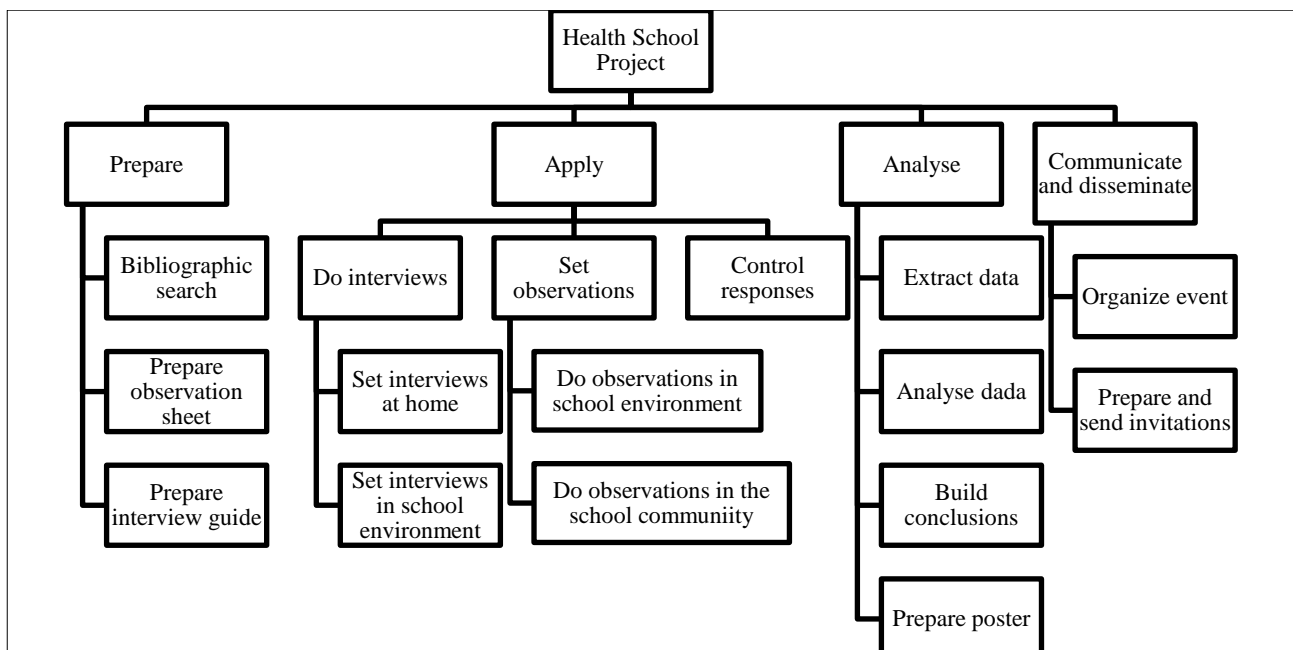 Health School
Project
Prepare
Apply
Analyse
Communicate
and disseminate
Bibliographic
search
Prepare
observation
sheet
Prepare
interview guide
Do interviews
Set
observations
Control
responses
Set interviews
at home
Set interviews
in school
environment
Do observations in
school environment
Do observations in the
school communiity
Extract data
Analyse dada
Build
conclusions
Prepare poster
Organize event
Prepare and
send invitations